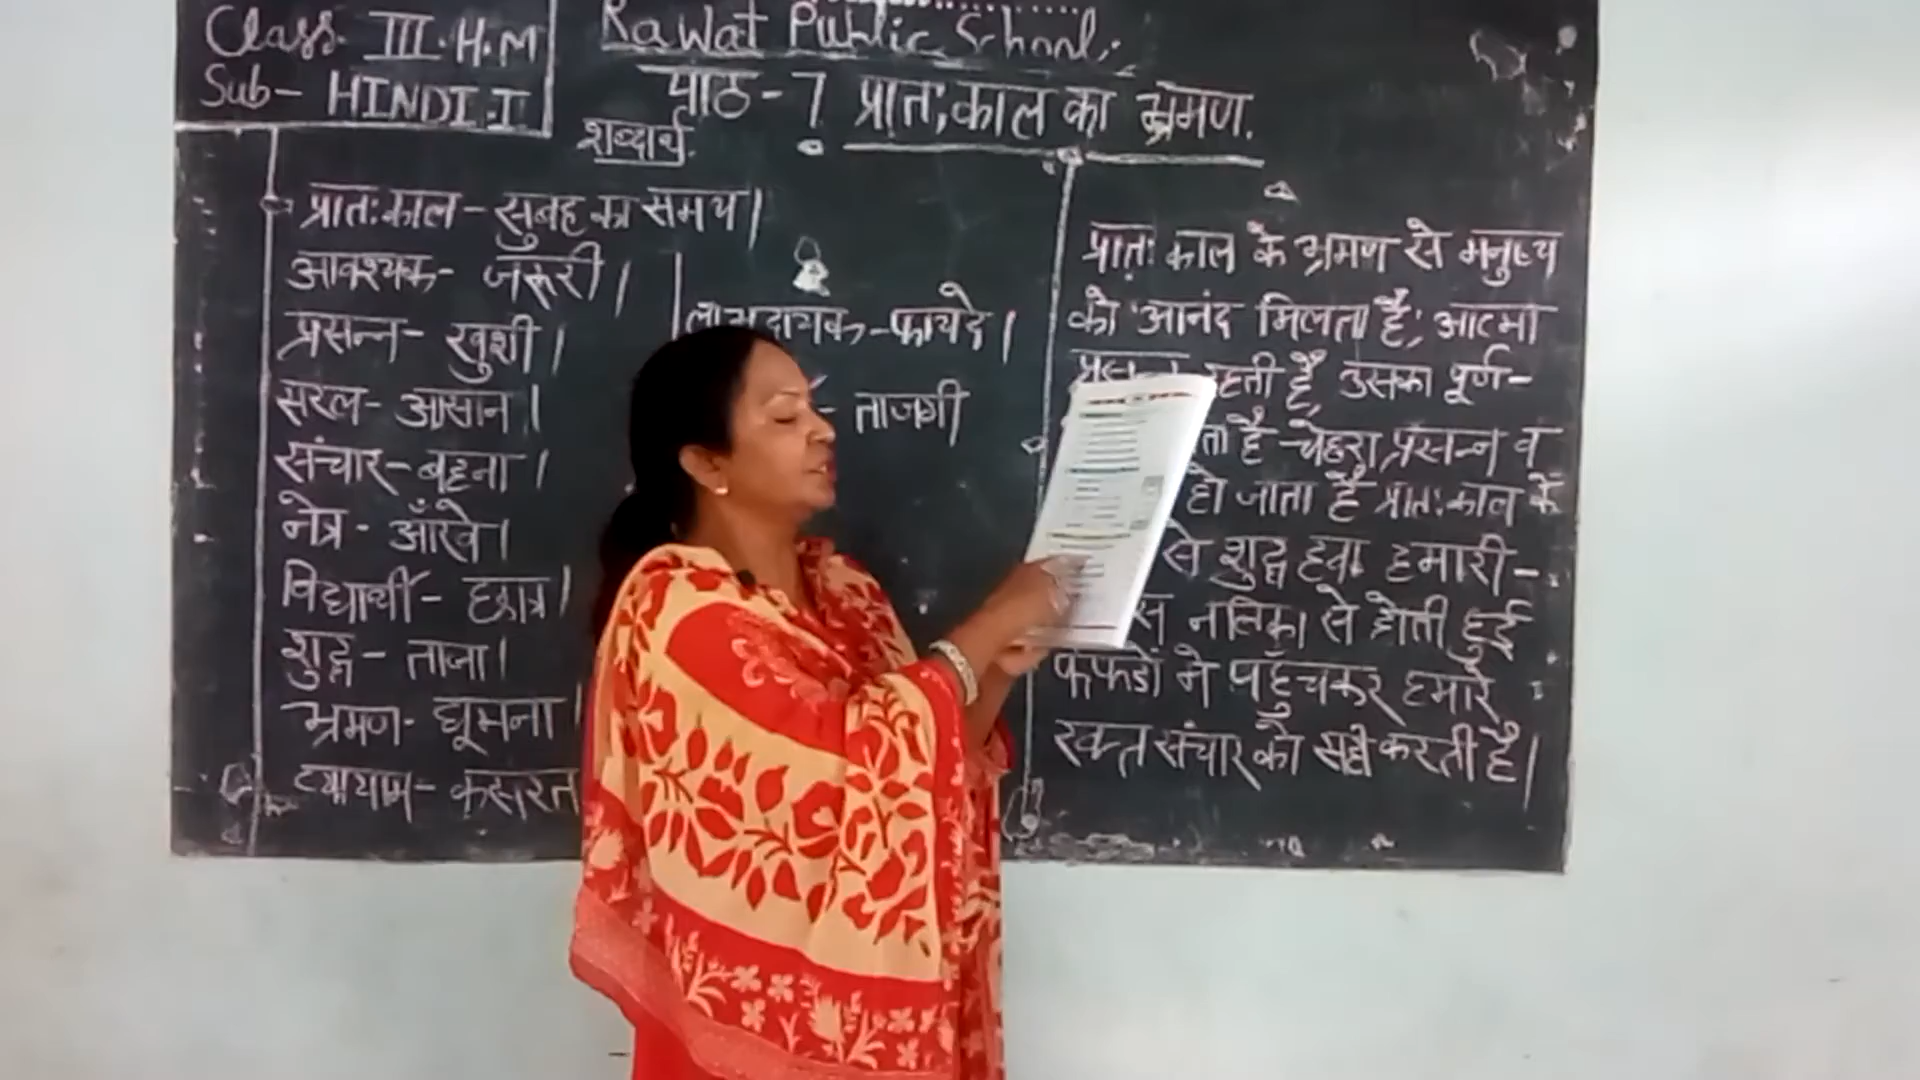 Class. III. H.M
Sub- HINDI.I
Rawat Public School.
पाठ-7 प्रात:काल का भ्रमण.
शब्दार्थ.
प्रात:काल - सुबह का समय।
आवश्यक- जरूरी।
प्रसन्न- खुशी।
सरल- आसान।
संचार- बहना।
नेत्र- आँखे।
विद्यार्थी- छात्र।
शुद्ध- ताजा।
भ्रमण- घूमना।
व्यायाम- कसरत
लाभदायक-फायदे।
- ताजगी
प्रात: काल के भ्रमण से मनुष्य
को आनंद मिलता है, आत्मा
रहती है, उसका पूर्ण-
है चेहरा प्रसन्न व
हो जाता है प्रात:काल के
से शुद्ध हवा हमारी-
नलिका से होती हुई
फेफडों मे पहुँचकर हमारे
रक्त संचार को सही करती है।